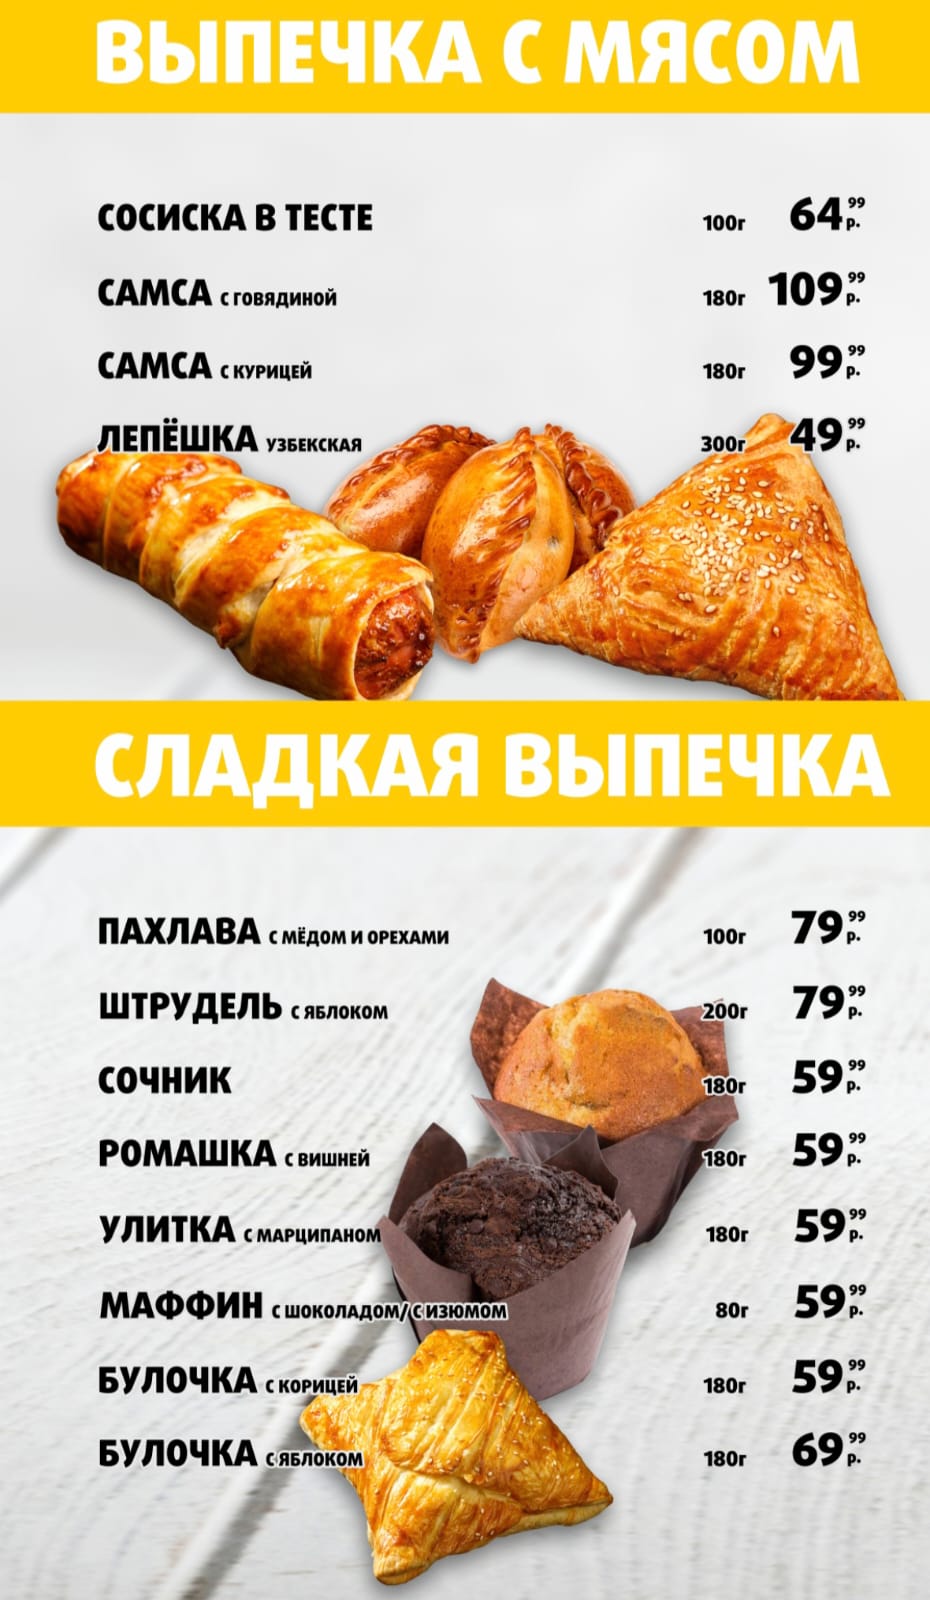 ВЫПЕЧКА С МЯСОМ
СОСИСКА В ТЕСТЕ 100г 64 99 р.
САМСА С ГОВЯДИНОЙ 180г 109 99 р.
САМСА С КУРИЦЕЙ 180г 99 99 р.
ЛЕПЁШКА УЗБЕКСКАЯ 300г 49 99 р.
СЛАДКАЯ ВЫПЕЧКА
ПАХЛАВА С МЁДОМ И ОРЕХАМИ 100г 79 99 р.
ШТРУДЕЛЬ С ЯБЛОКОМ 200г 79 99 р.
СОЧНИК 180г 59 99 р.
РОМАШКА С ВИШНЕЙ 180г 59 99 р.
УЛИТКА С МАРЦИПАНОМ 180г 59 99 р.
МАФФИН С ШОКОЛАДОМ/С ИЗЮМОМ 80г 59 99 р.
БУЛОЧКА С КОРИЦЕЙ 180г 59 99 р.
БУЛОЧКА С ЯБЛОКОМ 180г 69 99 р.